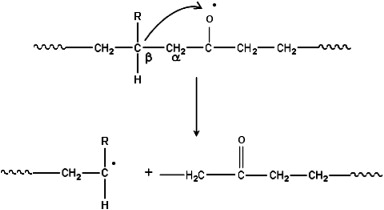 R O •
CH₂ C CH₂ C CH₂ CH₂
β α
H
O
R
CH₂ C • + H₂C C CH₂ CH₂
H